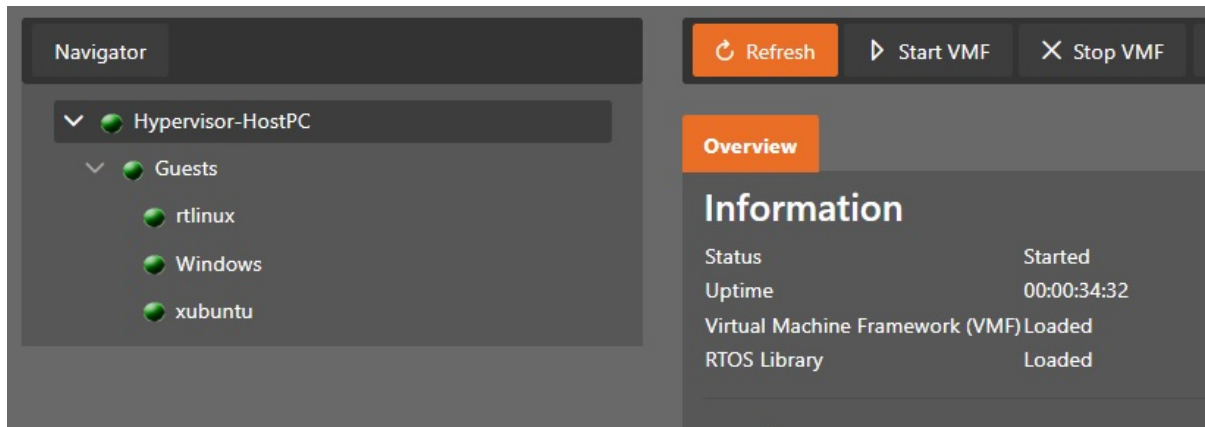 Navigator
Hypervisor-HostPC
Guests
rtlinux
Windows
xubuntu
Refresh Start VMF Stop VMF
Overview
Information
Status Started
Uptime 00:00:34:32
Virtual Machine Framework (VMF) Loaded
RTOS Library Loaded